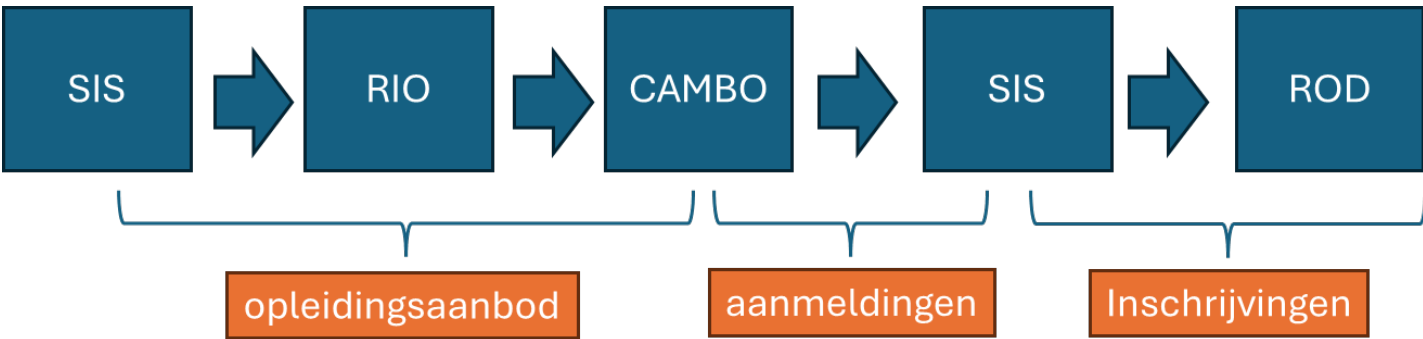 SIS
RIO
CAMBO
SIS
ROD
opleidingsaanbod
aanmeldingen
Inschrijvingen